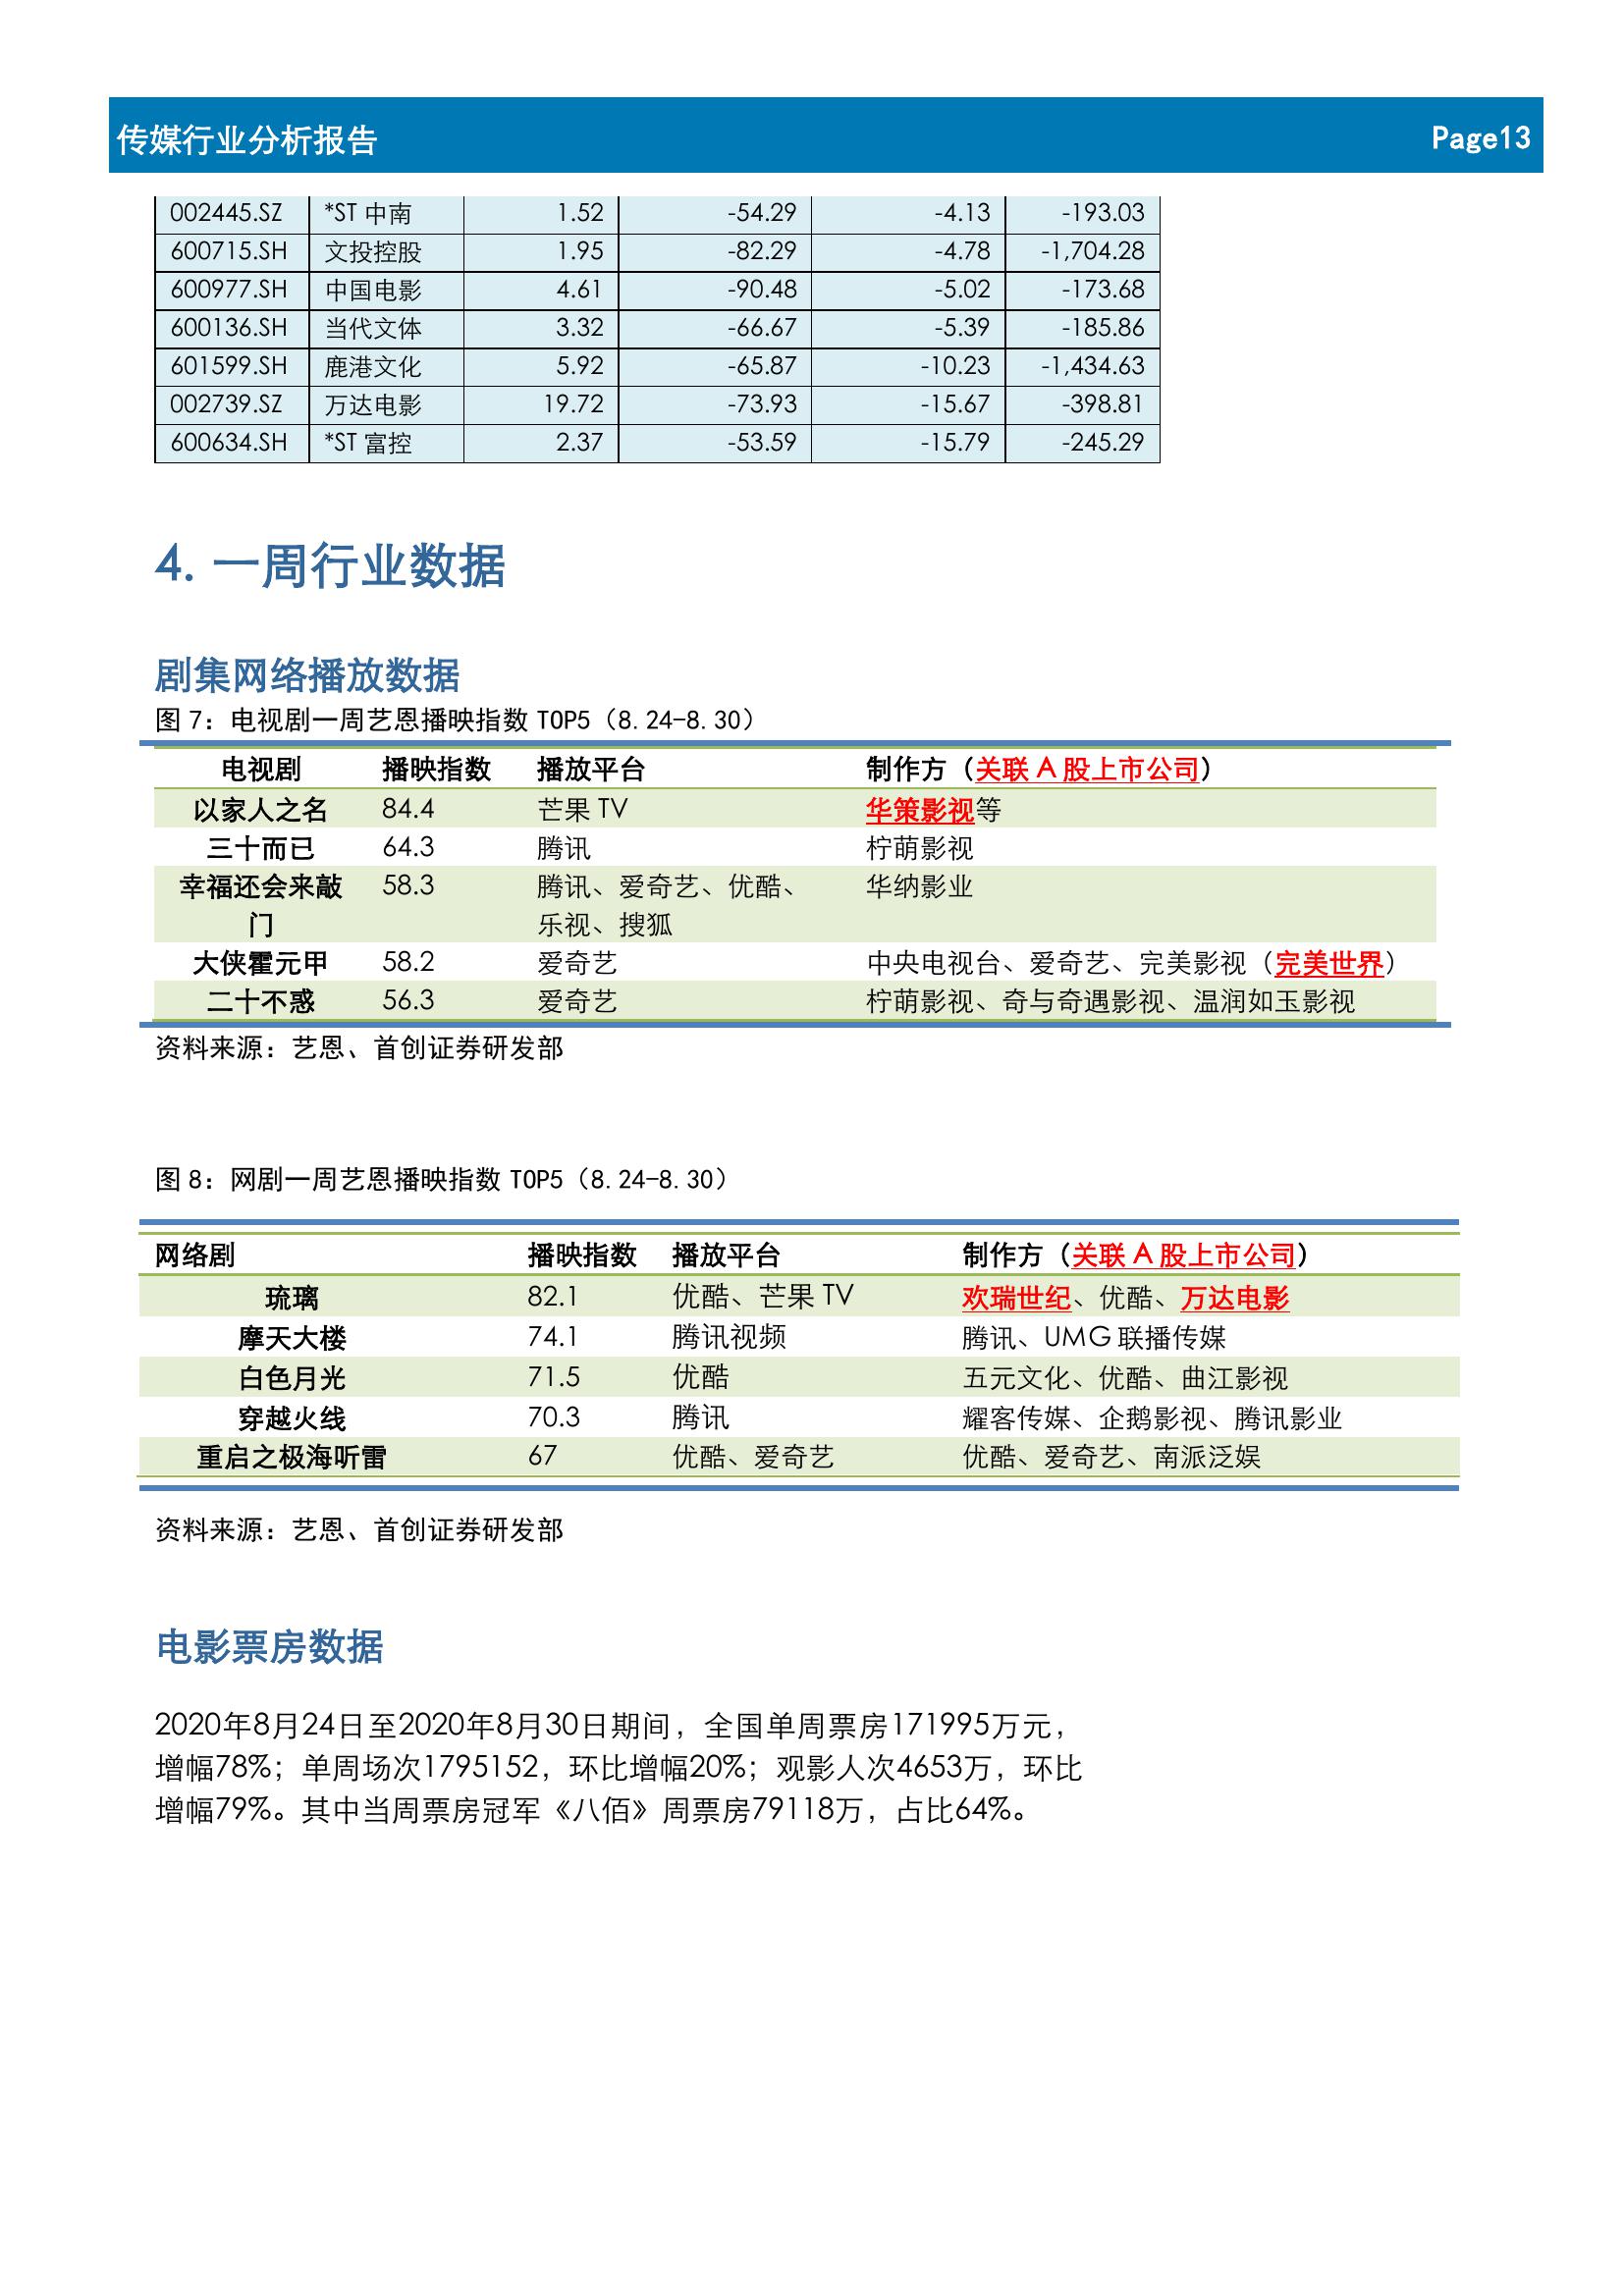 传媒行业分析报告 Page13
002445.SZ *ST 中南 1.52 -54.29 -4.13 -193.03
600715.SH 文投控股 1.95 -82.29 -4.78 -1,704.28
600977.SH 中国电影 4.61 -90.48 -5.02 -173.68
600136.SH 当代文体 3.32 -66.67 -5.39 -185.86
601599.SH 鹿港文化 5.92 -65.87 -10.23 -1,434.63
002739.SZ 万达电影 19.72 -73.93 -15.67 -398.81
600634.SH *ST 富控 2.37 -53.59 -15.79 -245.29
4. 一周行业数据
剧集网络播放数据
图 7：电视剧一周艺恩播映指数 TOP5（8.24-8.30）
电视剧 播映指数 播放平台 制作方（关联 A 股上市公司）
以家人之名 84.4 芒果 TV 华策影视等
三十而已 64.3 腾讯 柠萌影视
幸福还会来敲 58.3 腾讯、爱奇艺、优酷、 华纳影业
门 乐视、搜狐
大侠霍元甲 58.2 爱奇艺 中央电视台、爱奇艺、完美影视（完美世界）
二十不惑 56.3 爱奇艺 柠萌影视、奇与奇遇影视、温润如玉影视
资料来源：艺恩、首创证券研发部
图 8：网剧一周艺恩播映指数 TOP5（8.24-8.30）
网络剧 播映指数 播放平台 制作方（关联 A 股上市公司）
琉璃 82.1 优酷、芒果 TV 欢瑞世纪、优酷、万达电影
摩天大楼 74.1 腾讯视频 腾讯、UMG 联播传媒
白色月光 71.5 优酷 五元文化、优酷、曲江影视
穿越火线 70.3 腾讯 耀客传媒、企鹅影视、腾讯影业
重启之极海听雷 67 优酷、爱奇艺 优酷、爱奇艺、南派泛娱
资料来源：艺恩、首创证券研发部
电影票房数据
2020年8月24日至2020年8月30日期间，全国单周票房171995万元，
增幅78%；单周场次1795152，环比增幅20%；观影人次4653万，环比
增幅79%。其中当周票房冠军《八佰》周票房79118万，占比64%。